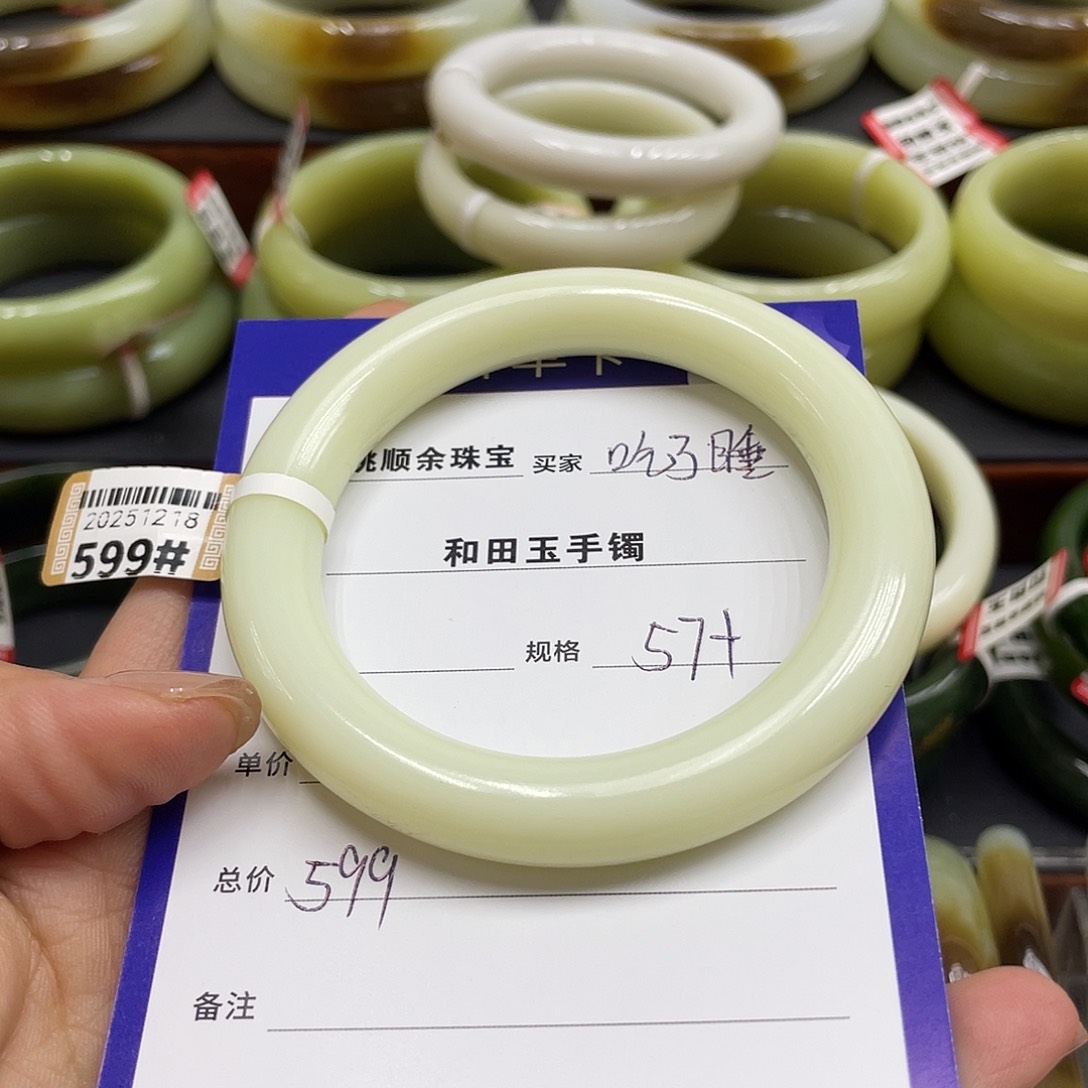 顺余珠宝 买家 吃了睡
20251218
599#
和田玉手镯
规格 57+
单价
总价 599
备注